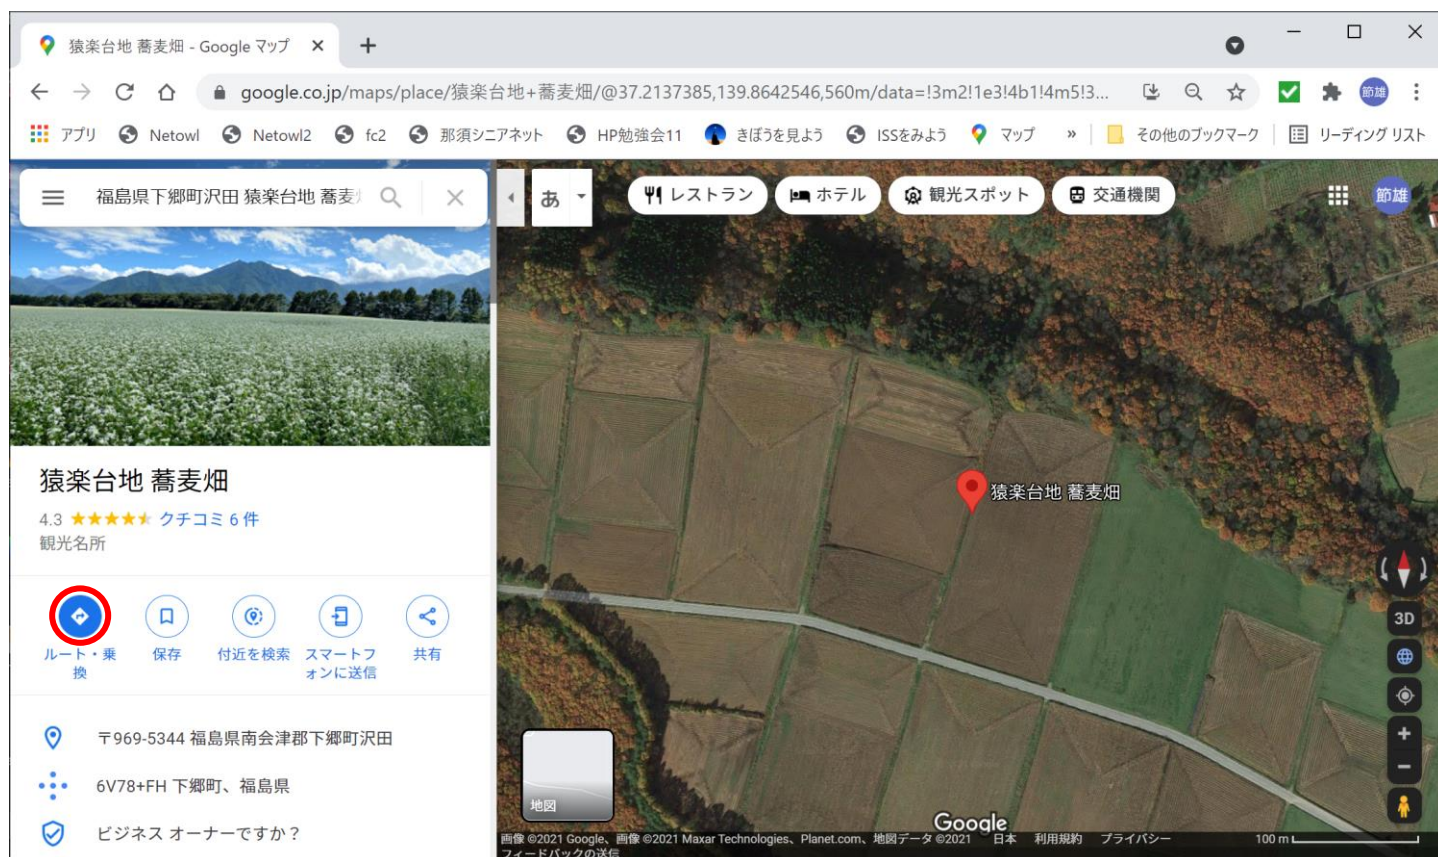 猿楽台地 蕎麦畑 - Google マップ
google.co.jp/maps/place/猿楽台地+蕎麦畑/@37.2137385,139.8642546,560m/data=!3m2!1e3!4b1!4m5!3...
節雄
アプリ Netowl Netowl2 fc2 那須シニアネット HP勉強会11 きぼうを見よう ISSをみよう マップ » その他のブックマーク リーディング リスト
福島県下郷町沢田 猿楽台地 蕎麦
あ
レストラン ホテル 観光スポット 交通機関
節雄
猿楽台地 蕎麦畑
4.3 クチコミ 6 件
観光名所
ルート・乗換
保存
付近を検索
スマートフ
ォンに送信
共有
〒969-5344 福島県南会津郡下郷町沢田
6V78+FH 下郷町、福島県
ビジネス オーナーですか？
猿楽台地 蕎麦畑
3D
地図
Google
画像 ©2021 Google、画像 ©2021 Maxar Technologies、Planet.com、地図データ ©2021 日本 利用規約 プライバシー 100 m
フィードバックの送信